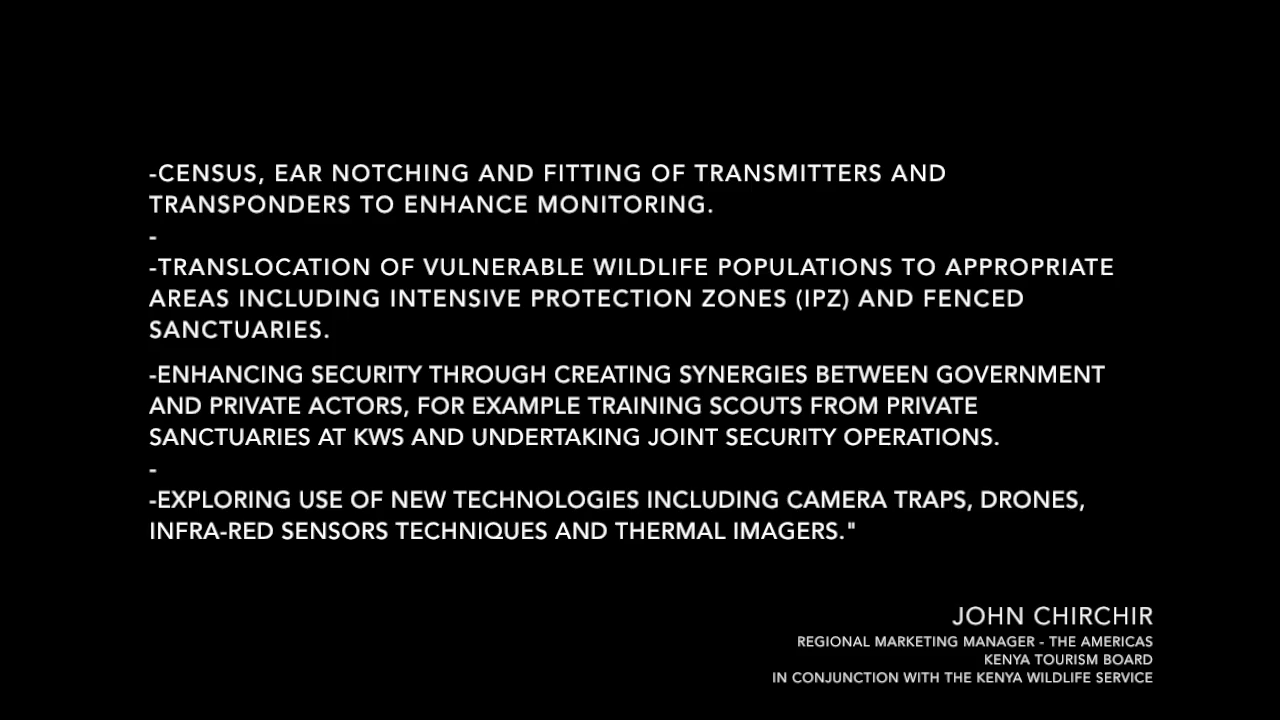 -CENSUS, EAR NOTCHING AND FITTING OF TRANSMITTERS AND
TRANSPONDERS TO ENHANCE MONITORING.
-
-TRANSLOCATION OF VULNERABLE WILDLIFE POPULATIONS TO APPROPRIATE
AREAS INCLUDING INTENSIVE PROTECTION ZONES (IPZ) AND FENCED
SANCTUARIES.
-ENHANCING SECURITY THROUGH CREATING SYNERGIES BETWEEN GOVERNMENT
AND PRIVATE ACTORS, FOR EXAMPLE TRAINING SCOUTS FROM PRIVATE
SANCTUARIES AT KWS AND UNDERTAKING JOINT SECURITY OPERATIONS.
-
-EXPLORING USE OF NEW TECHNOLOGIES INCLUDING CAMERA TRAPS, DRONES,
INFRA-RED SENSORS TECHNIQUES AND THERMAL IMAGERS."
JOHN CHIRCHIR
REGIONAL MARKETING MANAGER - THE AMERICAS
KENYA TOURISM BOARD
IN CONJUNCTION WITH THE KENYA WILDLIFE SERVICE